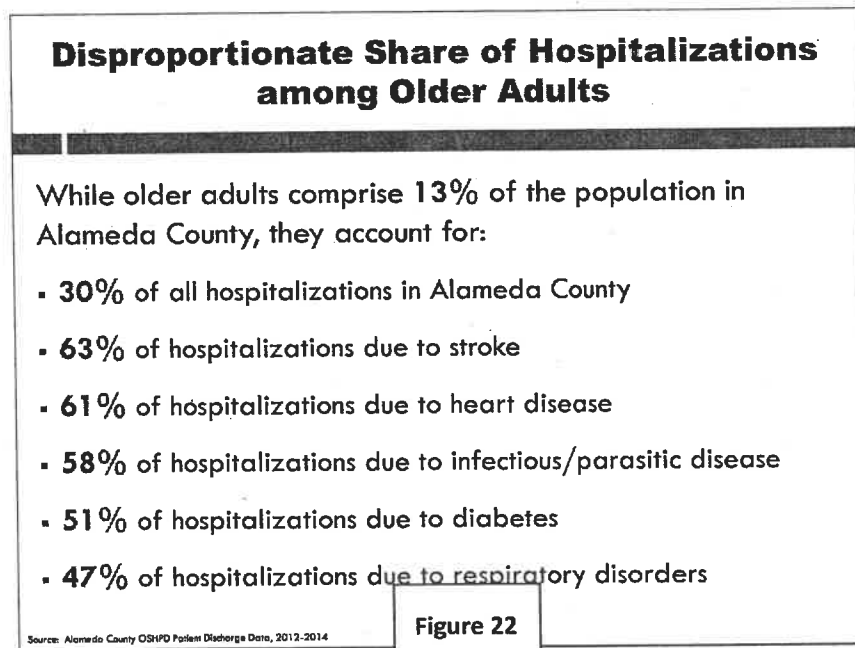 Disproportionate Share of Hospitalizations
among Older Adults
While older adults comprise 13% of the population in
Alameda County, they account for:
▪ 30% of all hospitalizations in Alameda County
▪ 63% of hospitalizations due to stroke
▪ 61% of hospitalizations due to heart disease
▪ 58% of hospitalizations due to infectious/parasitic disease
▪ 51% of hospitalizations due to diabetes
▪ 47% of hospitalizations due to respiratory disorders
Source: Alameda County OSHPD Patient Discharge Data, 2012-2014
Figure 22